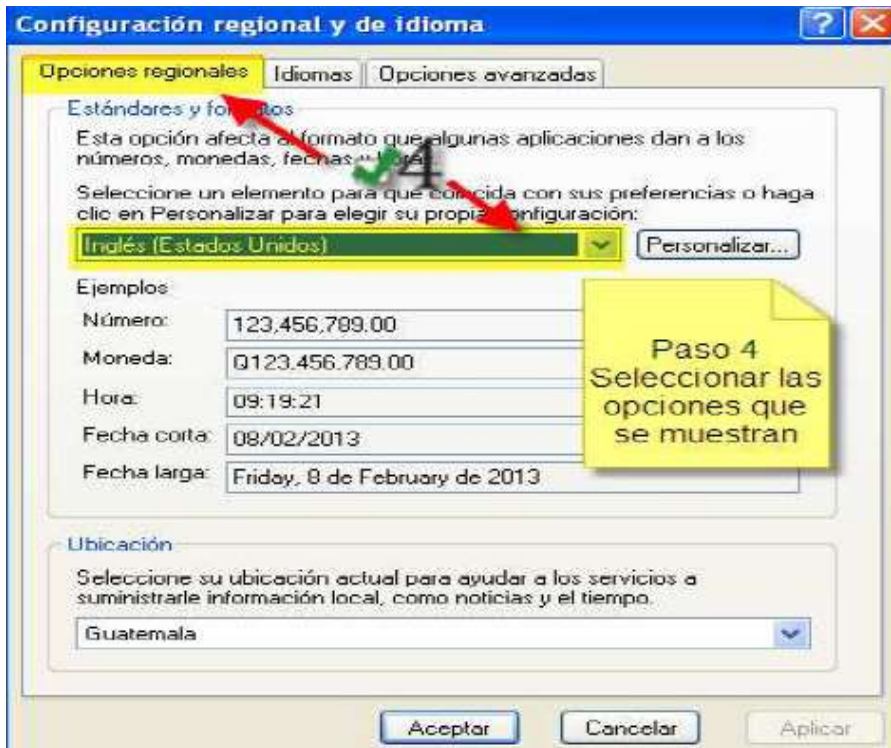 Configuración regional y de idioma
Opciones regionales Idiomas Opciones avanzadas
Estándares y formatos
Esta opción afecta al formato que algunas aplicaciones dan a los
números, monedas, fechas y horas.
4
Seleccione un elemento para que coincida con sus preferencias o haga
clic en Personalizar para elegir su propia configuración:
Inglés (Estados Unidos) Personalizar...
Ejemplos
Número: 123,456,789.00
Moneda: Q123,456,789.00
Hora: 09:19:21
Fecha corta: 08/02/2013
Fecha larga: Friday, 8 de February de 2013
Paso 4
Seleccionar las
opciones que
se muestran
Ubicación
Seleccione su ubicación actual para ayudar a los servicios a
suministrarle información local, como noticias y el tiempo.
Guatemala
Aceptar Cancelar Aplicar